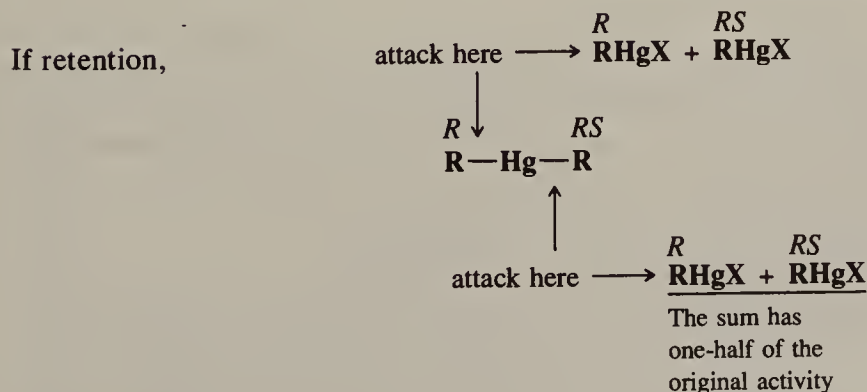 R RS
If retention, attack here ⟶ RHgX + RHgX
R RS
R—Hg—R
R RS
attack here ⟶ RHgX + RHgX
The sum has
one-half of the
original activity